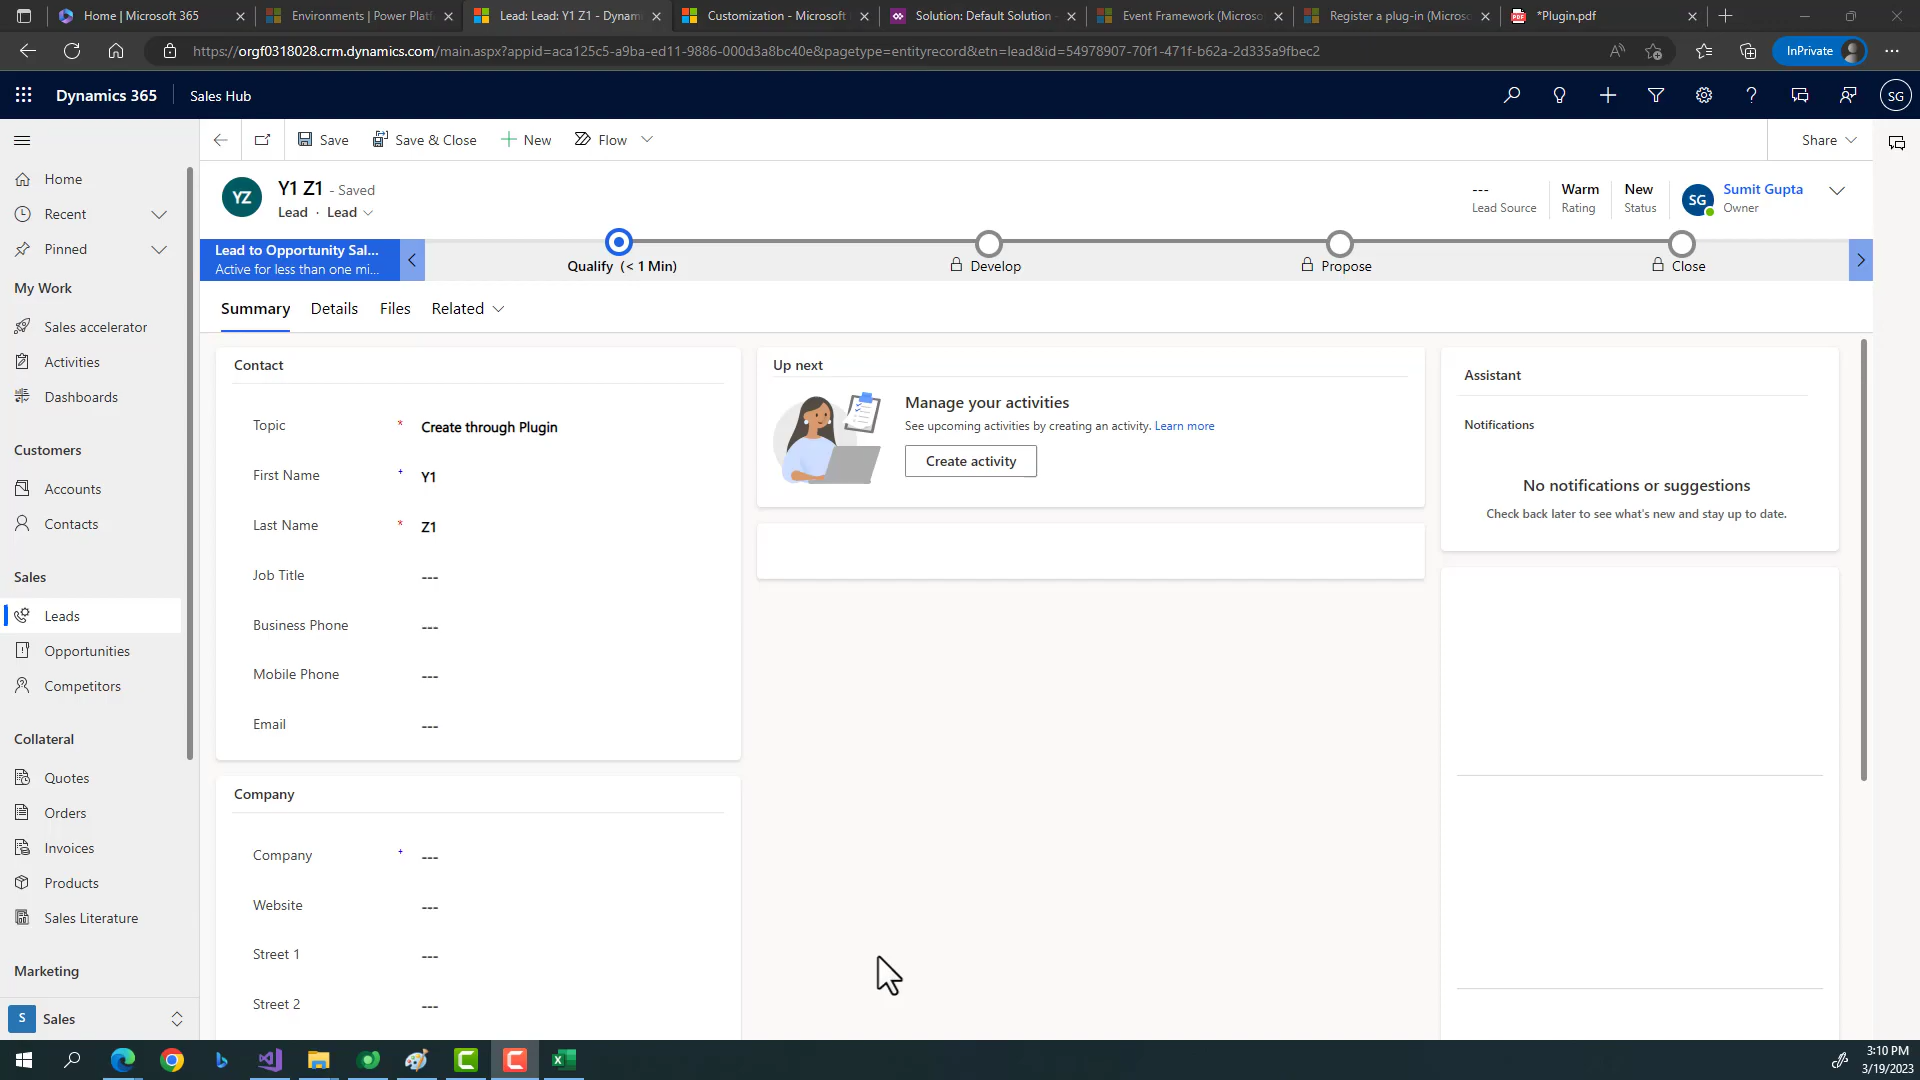 Home | Microsoft 365
Environments | Power Platf
Lead: Lead: Y1 Z1 - Dynam
Customization - Microsoft
Solution: Default Solution -
Event Framework (Microso
Register a plug-in (Microso
*Plugin.pdf
https://orgf0318028.crm.dynamics.com/main.aspx?appid=aca125c5-a9ba-ed11-9886-000d3a8bc40e&pagetype=entityrecord&etn=lead&id=54978907-70f1-471f-b62a-2d335a9fbec2
InPrivate
Dynamics 365
Sales Hub
SG
Save
Save & Close
New
Flow
Share
Home
Recent
Pinned
My Work
Sales accelerator
Activities
Dashboards
Customers
Accounts
Contacts
Sales
Leads
Opportunities
Competitors
Collateral
Quotes
Orders
Invoices
Products
Sales Literature
Marketing
S
Sales
YZ
Y1 Z1 - Saved
Lead · Lead
---
Lead Source
Warm
Rating
New
Status
SG
Sumit Gupta
Owner
Lead to Opportunity Sal...
Active for less than one mi...
Qualify (< 1 Min)
Develop
Propose
Close
Summary
Details
Files
Related
Contact
Topic * Create through Plugin
First Name + Y1
Last Name * Z1
Job Title ---
Business Phone ---
Mobile Phone ---
Email ---
Company
Company + ---
Website ---
Street 1 ---
Street 2 ---
Up next
Manage your activities
See upcoming activities by creating an activity. Learn more
Create activity
Assistant
Notifications
No notifications or suggestions
Check back later to see what's new and stay up to date.
3:10 PM
3/19/2023